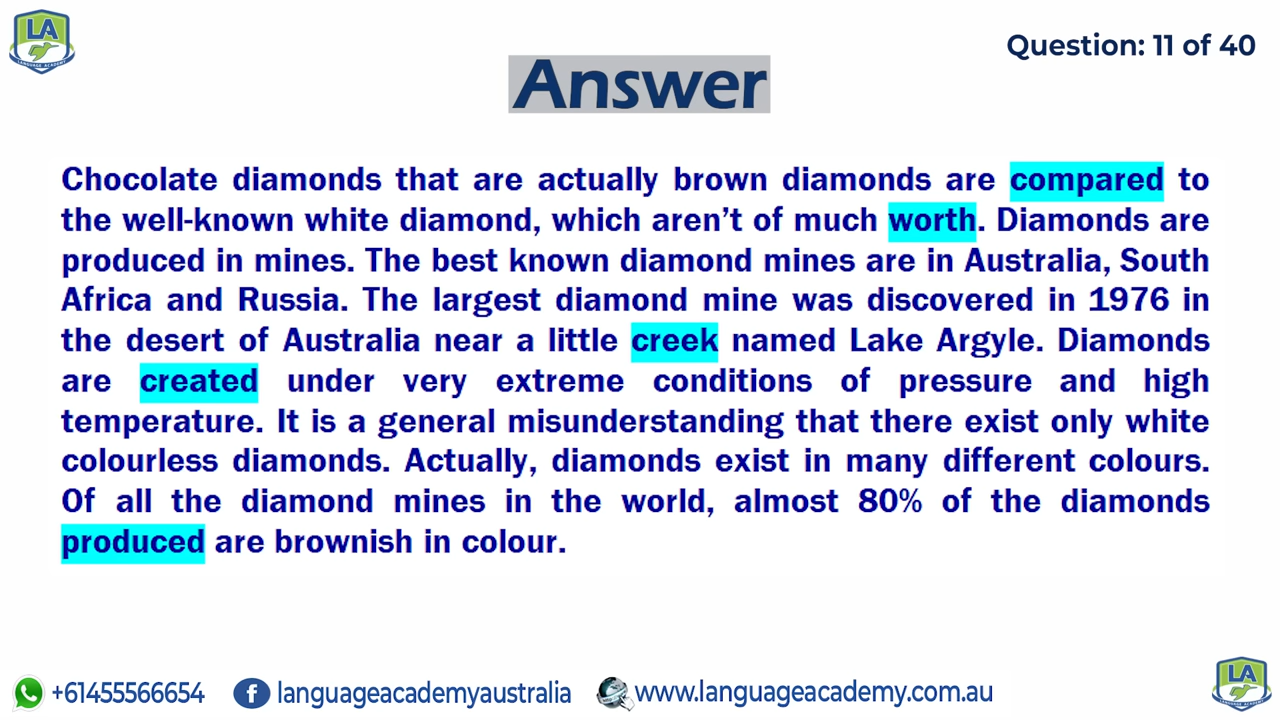 LA
LANGUAGE ACADEMY
Question: 11 of 40
Answer
Chocolate diamonds that are actually brown diamonds are compared to
the well-known white diamond, which aren't of much worth. Diamonds are
produced in mines. The best known diamond mines are in Australia, South
Africa and Russia. The largest diamond mine was discovered in 1976 in
the desert of Australia near a little creek named Lake Argyle. Diamonds
are created under very extreme conditions of pressure and high
temperature. It is a general misunderstanding that there exist only white
colourless diamonds. Actually, diamonds exist in many different colours.
Of all the diamond mines in the world, almost 80% of the diamonds
produced are brownish in colour.
+61455566654 languageacademyaustralia www.languageacademy.com.au
LA